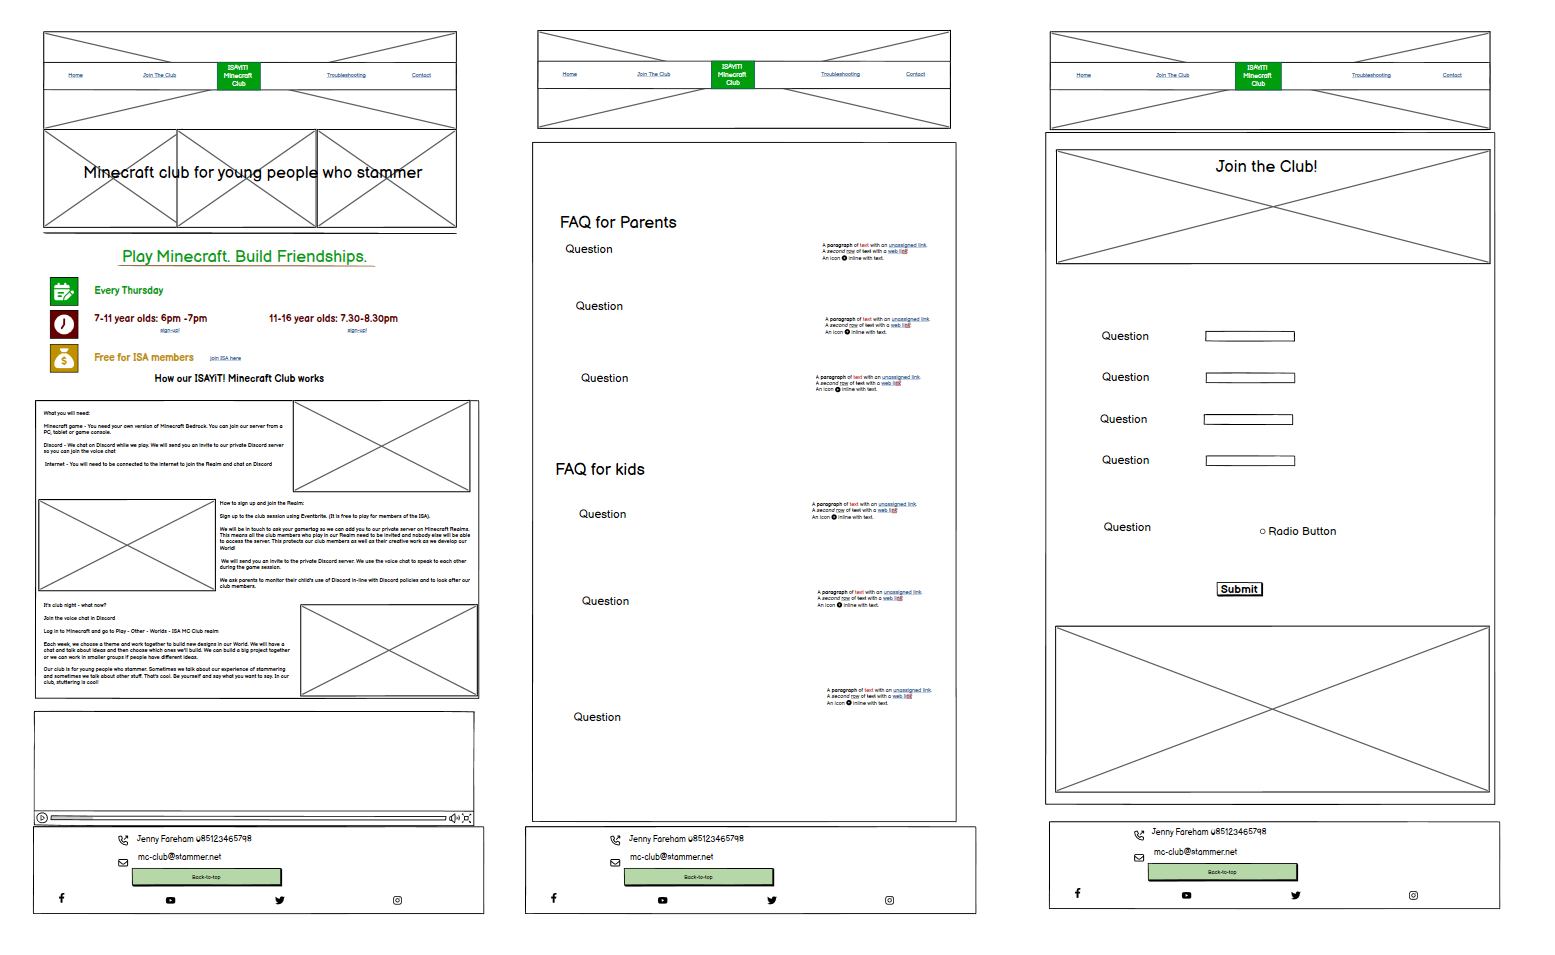 Home
Join The Club
ISAYiT!
Minecraft
Club
Troubleshooting
Contact
Minecraft club for young people who stammer
Play Minecraft. Build Friendships.
Every Thursday
7-11 year olds: 6pm -7pm
11-16 year olds: 7.30-8.30pm
sign-up!
sign-up!
Free for ISA members
join ISA here
How our ISAYiT! Minecraft Club works
What you will need:
Minecraft game - You need your own version of Minecraft Bedrock. You can join our server from a
PC, tablet or game console.
Discord - We chat on Discord while we play. We will send you an invite to our private Discord server
so you can join the voice chat
Internet - You will need to be connected to the internet to join the Realm and chat on Discord
How to sign up and join the Realm:
Sign up to the club session using Eventbrite. (It is free to play for members of the ISA).
We will be in touch to ask your gamertag so we can add you to our private server on Minecraft Realms.
This means all the club members who play in our Realm need to be invited and nobody else will be able
to access the server. This protects our club members as well as their creative work as we develop our
World!
We will send you an invite to the private Discord server. We use the voice chat to speak to each other
during the game session.
We ask parents to monitor their child's use of Discord in-line with Discord policies and to look after our
club members.
It's club night - what now?
Join the voice chat in Discord
Log in to Minecraft and go to Play - Other - Worlds - ISA MC Club realm
Each week, we choose a theme and work together to build new designs in our World. We will have a
chat and talk about ideas and then choose which ones we'll build. We can build a big project together
or we can work in smaller groups if people have different ideas.
Our club is for young people who stammer. Sometimes we talk about our experience of stammering
and sometimes we talk about other stuff. That's cool. Be yourself and say what you want to say. In our
club, stuttering is cool!
Jenny Fareham 085123465798
mc-club@stammer.net
Back-to-top
Home
Join The Club
ISAYiT!
Minecraft
Club
Troubleshooting
Contact
FAQ for Parents
Question
A paragraph of text with an unassigned link.
A second row of text with a web link
An icon inline with text.
Question
A paragraph of text with an unassigned link.
A second row of text with a web link
An icon inline with text.
Question
A paragraph of text with an unassigned link.
A second row of text with a web link
An icon inline with text.
FAQ for kids
Question
A paragraph of text with an unassigned link.
A second row of text with a web link
An icon inline with text.
Question
A paragraph of text with an unassigned link.
A second row of text with a web link
An icon inline with text.
Question
A paragraph of text with an unassigned link.
A second row of text with a web link
An icon inline with text.
Jenny Fareham 085123465798
mc-club@stammer.net
Back-to-top
Home
Join The Club
ISAYiT!
Minecraft
Club
Troubleshooting
Contact
Join the Club!
Question
Question
Question
Question
Question
Radio Button
Submit
Jenny Fareham 085123465798
mc-club@stammer.net
Back-to-top